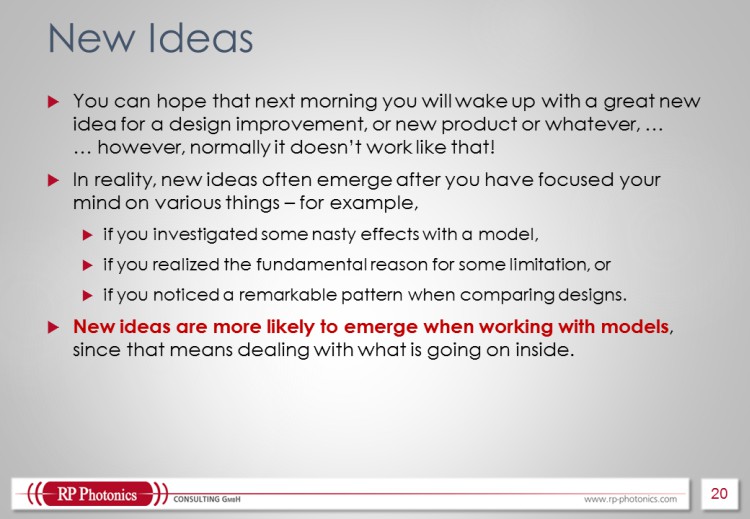 New Ideas
You can hope that next morning you will wake up with a great new
idea for a design improvement, or new product or whatever, …
… however, normally it doesn't work like that!
In reality, new ideas often emerge after you have focused your
mind on various things – for example,
if you investigated some nasty effects with a model,
if you realized the fundamental reason for some limitation, or
if you noticed a remarkable pattern when comparing designs.
New ideas are more likely to emerge when working with models,
since that means dealing with what is going on inside.
RP Photonics CONSULTING GmbH
www.rp-photonics.com
20